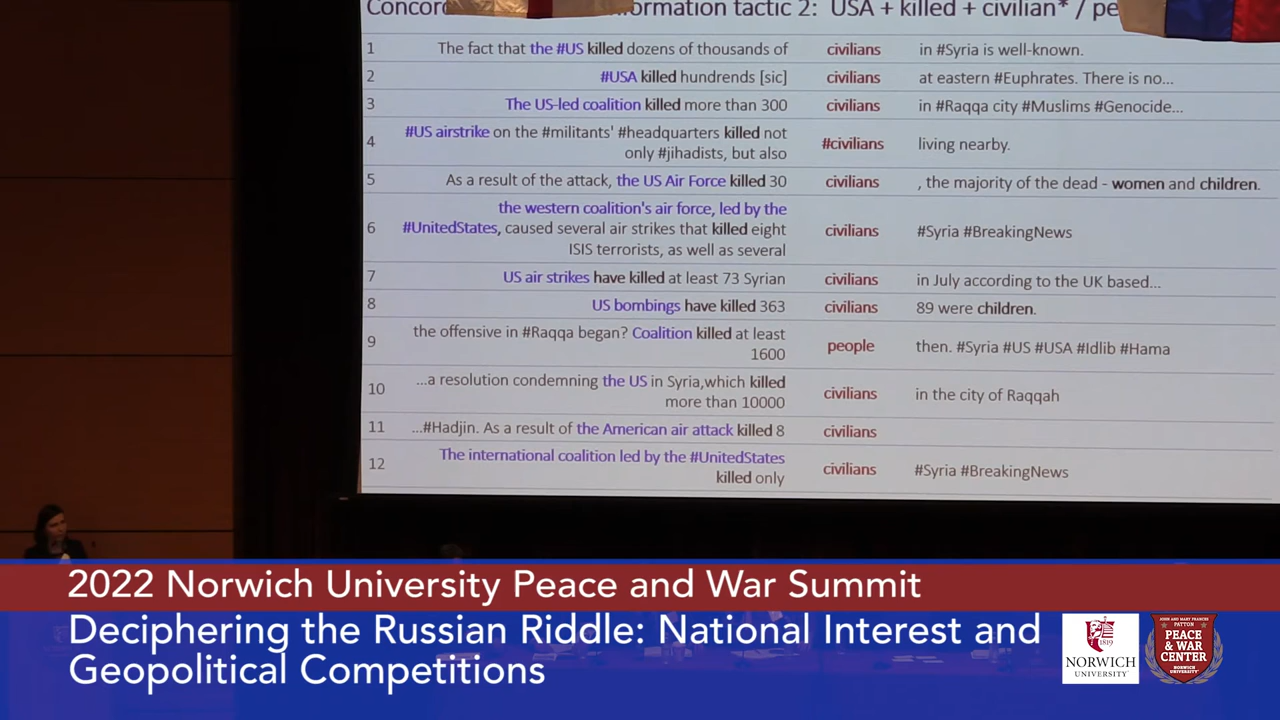 Concor
ormation tactic 2: USA + killed + civilian* / pe
1 The fact that the #US killed dozens of thousands of civilians in #Syria is well-known.
2 #USA killed hundrends [sic] civilians at eastern #Euphrates. There is no...
3 The US-led coalition killed more than 300 civilians in #Raqqa city #Muslims #Genocide...
4 #US airstrike on the #militants' #headquarters killed not
only #jihadists, but also #civilians living nearby.
5 As a result of the attack, the US Air Force killed 30 civilians , the majority of the dead - women and children.
6 the western coalition's air force, led by the
#UnitedStates, caused several air strikes that killed eight
ISIS terrorists, as well as several civilians #Syria #BreakingNews
7 US air strikes have killed at least 73 Syrian civilians in July according to the UK based...
8 US bombings have killed 363 civilians 89 were children.
9 the offensive in #Raqqa began? Coalition killed at least
1600 people then. #Syria #US #USA #Idlib #Hama
10 ...a resolution condemning the US in Syria,which killed
more than 10000 civilians in the city of Raqqah
11 ...#Hadjin. As a result of the American air attack killed 8 civilians
12 The international coalition led by the #UnitedStates
killed only civilians #Syria #BreakingNews
2022 Norwich University Peace and War Summit
Deciphering the Russian Riddle: National Interest and
Geopolitical Competitions
1819
NORWICH
UNIVERSITY
JOHN AND MARY FRANCES
PATTON
PEACE
& WAR
CENTER
NORWICH
UNIVERSITY